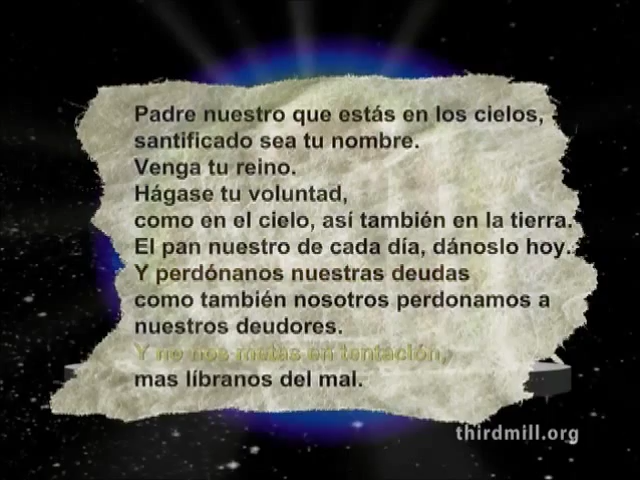 Padre nuestro que estás en los cielos,
santificado sea tu nombre.
Venga tu reino.
Hágase tu voluntad,
como en el cielo, así también en la tierra.
El pan nuestro de cada día, dánoslo hoy.
Y perdónanos nuestras deudas
como también nosotros perdonamos a
nuestros deudores.
Y no nos metas en tentación,
mas líbranos del mal.
thirdmill.org